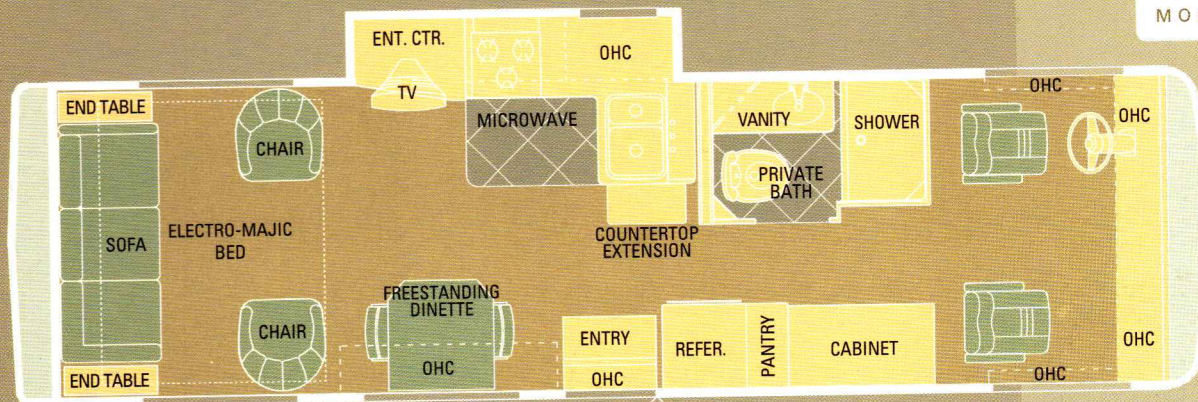 MO
ENT. CTR.
OHC
TV
END TABLE
CHAIR
MICROWAVE
VANITY
SHOWER
OHC
OHC
PRIVATE
BATH
SOFA
ELECTRO-MAJIC
BED
COUNTERTOP
EXTENSION
FREESTANDING
DINETTE
CHAIR
OHC
ENTRY
OHC
REFER.
PANTRY
CABINET
OHC
OHC
END TABLE